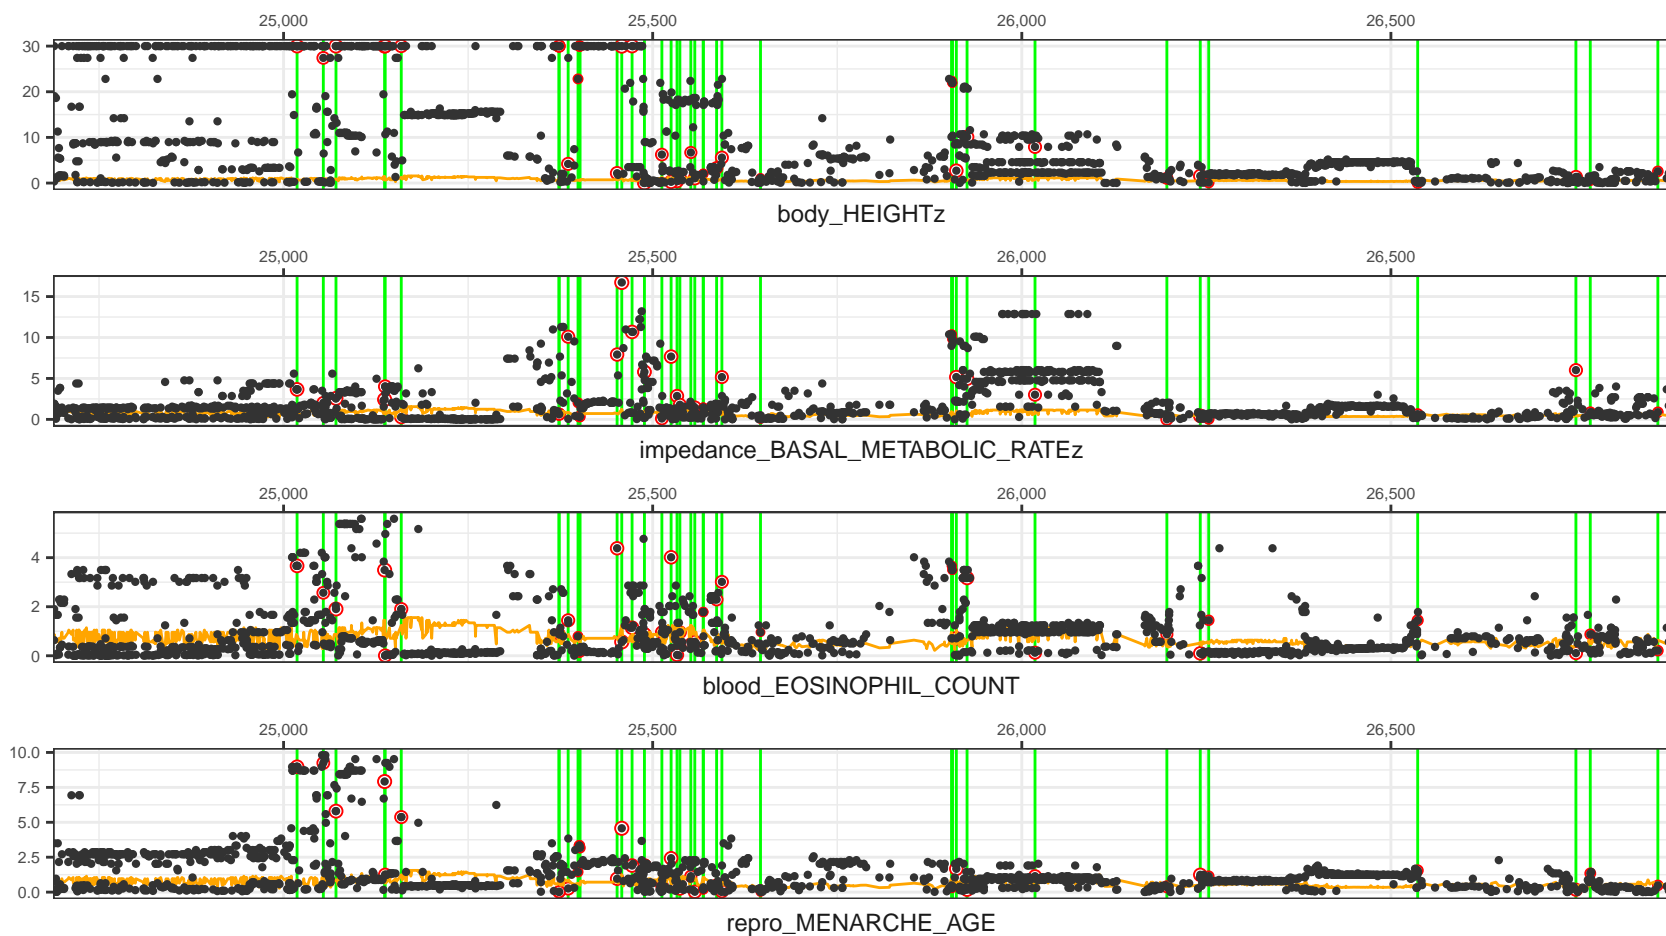 25,000 25,500 26,000 26,500
30
20
10
0
body_HEIGHTz
25,000 25,500 26,000 26,500
15
10
5
0
impedance_BASAL_METABOLIC_RATEz
25,000 25,500 26,000 26,500
4
2
0
blood_EOSINOPHIL_COUNT
25,000 25,500 26,000 26,500
10.0
7.5
5.0
2.5
0.0
repro_MENARCHE_AGE